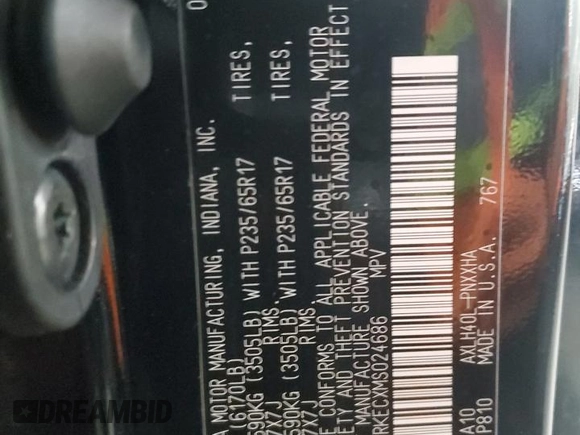 0
A MOTOR MANUFACTURING, INDIANA, INC.
(6170LB)
590KG (3505LB) WITH P235/65R17 TIRES,
7X7J RIMS,
590KG (3505LB) WITH P235/65R17 TIRES,
7X7J RIMS,
E CONFORMS TO ALL APPLICABLE FEDERAL MOTOR
ETY AND THEFT PREVENTION STANDARDS IN EFFECT
MANUFACTURE SHOWN ABOVE.
RKECXMS024686 MPV
A10 AXLH40L-PNXXHA
P810 MADE IN U.S.A. 767
DREAMBID